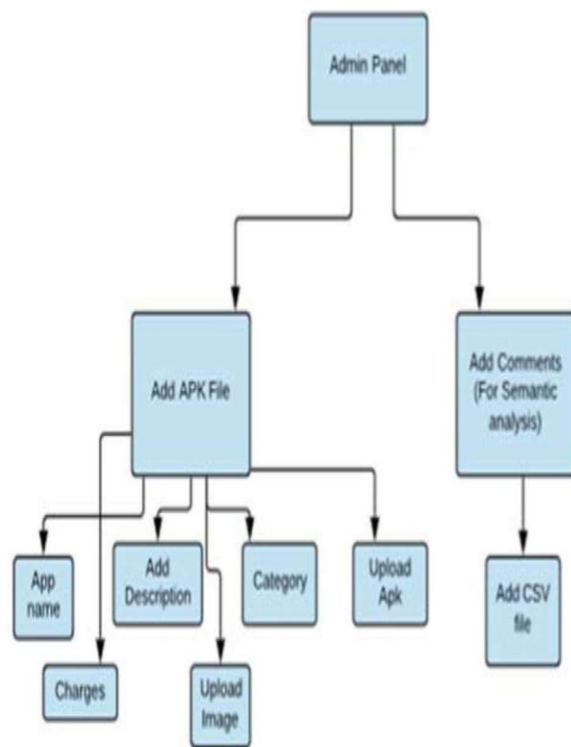 Admin Panel
Add APK File
Add Comments
(For Semantic
analysis)
App
name
Add
Description
Category
Upload
Apk
Add CSV
file
Charges
Upload
Image